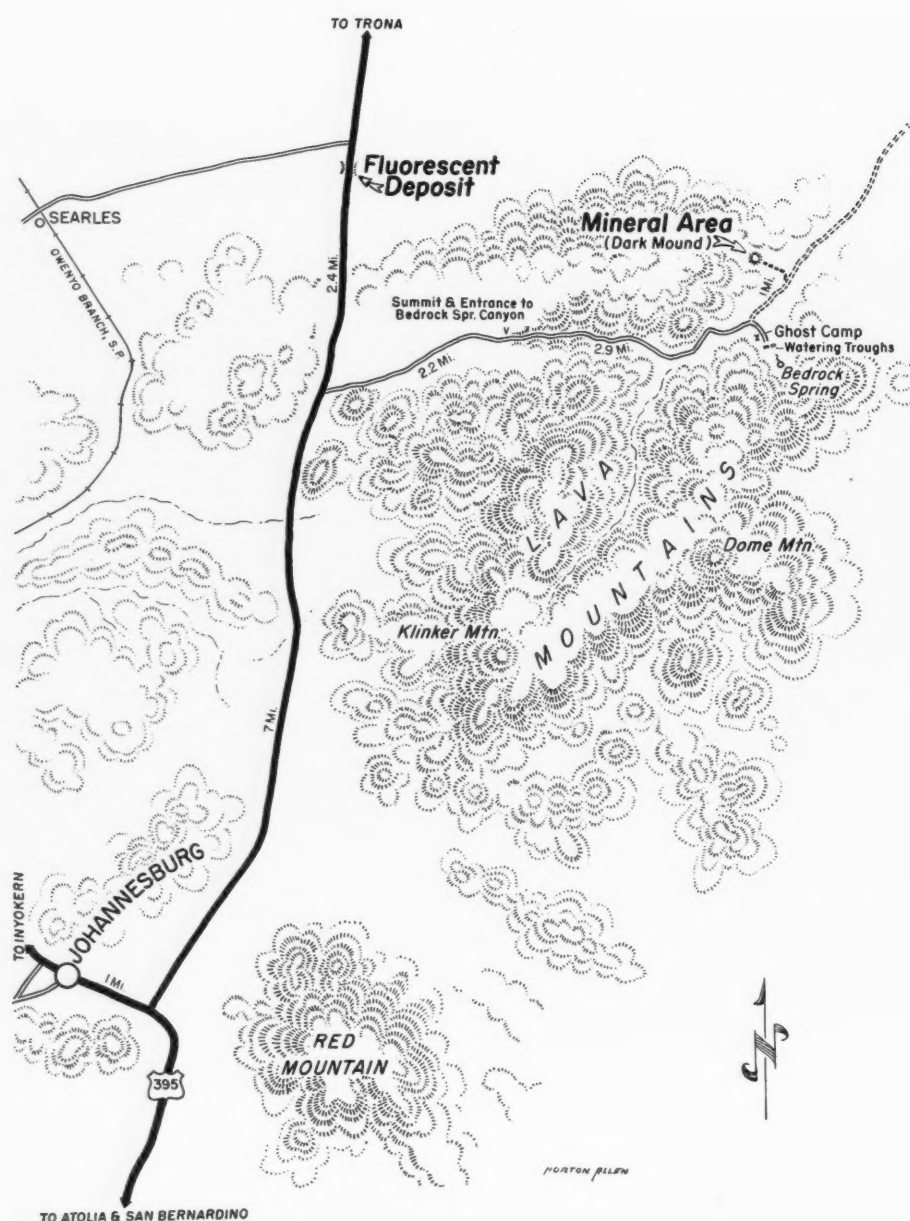 TO TRONA
Fluorescent
Deposit
SEARLES
OWENYO BRANCH, S.P.
2.4 Mi.
Mineral Area
(Dark Mound)
1 Mi.
Summit & Entrance to
Bedrock Spr. Canyon
2.2 Mi.
2.9 Mi.
Ghost Camp
Watering Troughs
Bedrock
Spring
LAVA
MOUNTAINS
Dome Mtn.
Klinker Mtn.
7 Mi.
JOHANNESBURG
TO INYOKERN
1 Mi.
RED
MOUNTAIN
395
N
NORTON ALLEN
TO ATOLIA & SAN BERNARDINO